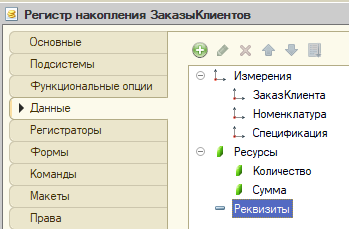 Регистр накопления ЗаказыКлиентов
Основные
Подсистемы
Функциональные опции
Данные
Регистраторы
Формы
Команды
Макеты
Права
Измерения
ЗаказКлиента
Номенклатура
Спецификация
Ресурсы
Количество
Сумма
Реквизиты